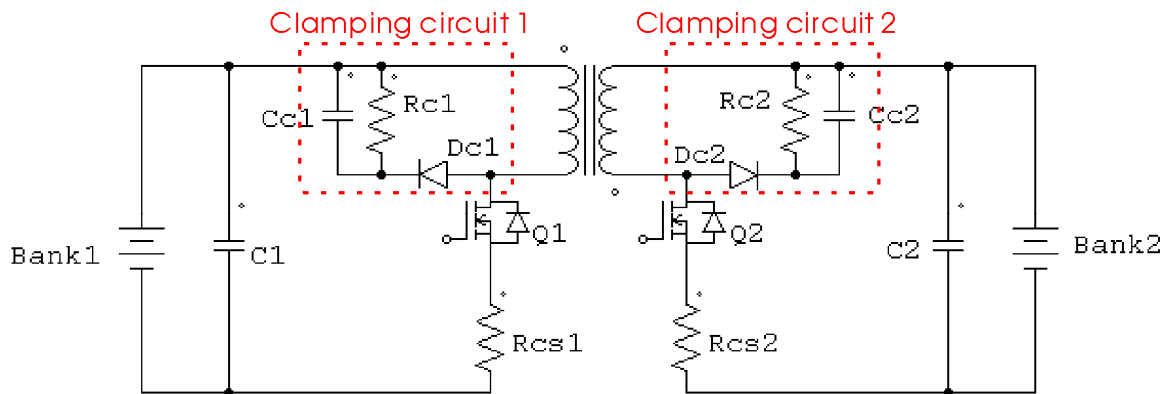 Clamping circuit 1
Clamping circuit 2
Cc1
Rc1
Dc1
Rc2
Cc2
Dc2
Bank1
C1
Q1
Q2
C2
Bank2
Rcs1
Rcs2